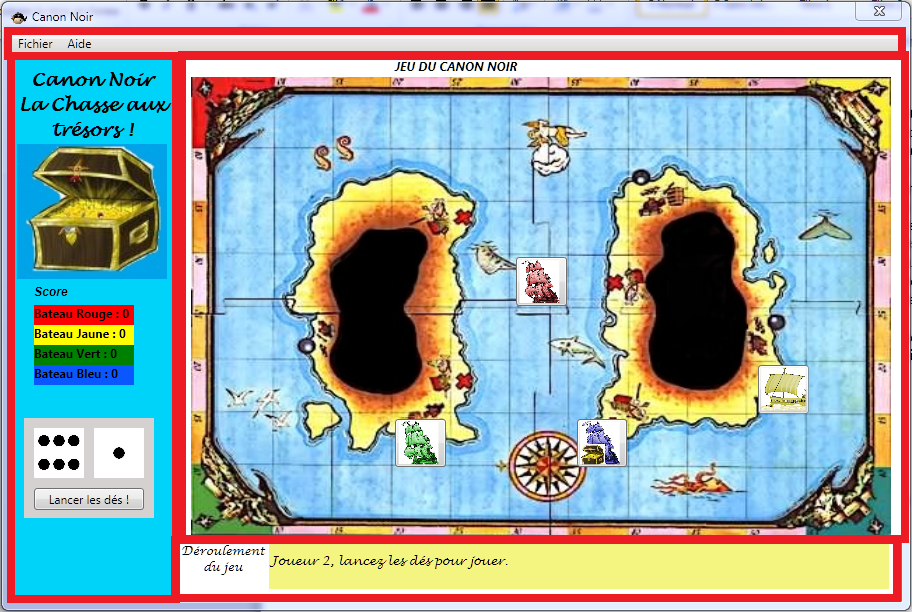 Canon Noir
Fichier Aide
Canon Noir
La Chasse aux
trésors !
Score
Bateau Rouge : 0
Bateau Jaune : 0
Bateau Vert : 0
Bateau Bleu : 0
Lancer les dés !
JEU DU CANON NOIR
Déroulement
du jeu
Joueur 2, lancez les dés pour jouer.